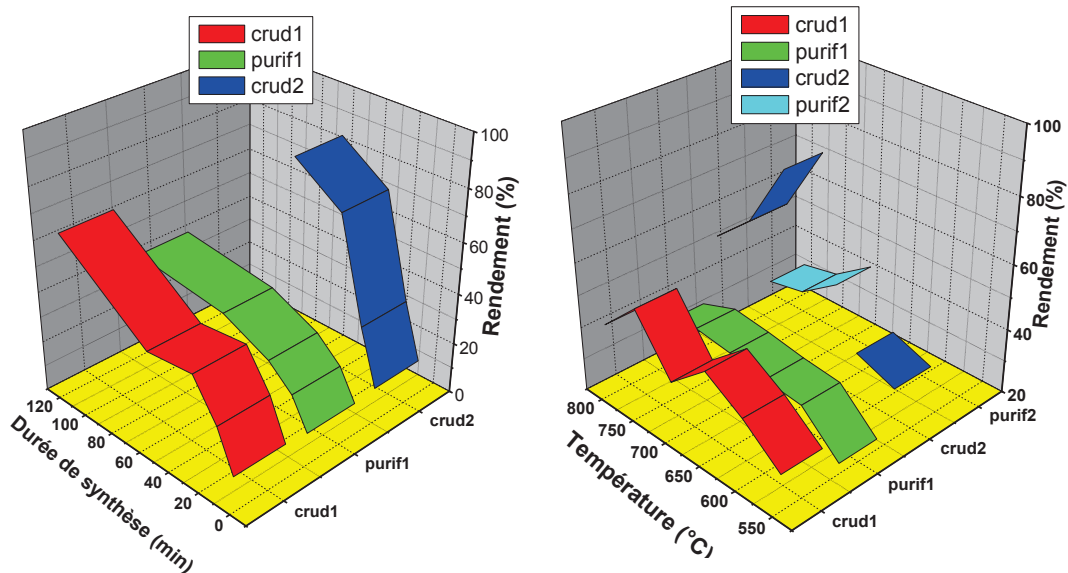 crud1
purif1
crud2
100
80
60
40
20
0
Rendement (%)
120
100
80
60
40
20
0
Durée de synthèse (min)
crud1
purif1
crud2
crud1
purif1
crud2
purif2
100
80
60
40
20
Rendement (%)
800
750
700
650
600
550
Température (°C)
crud1
purif1
crud2
purif2